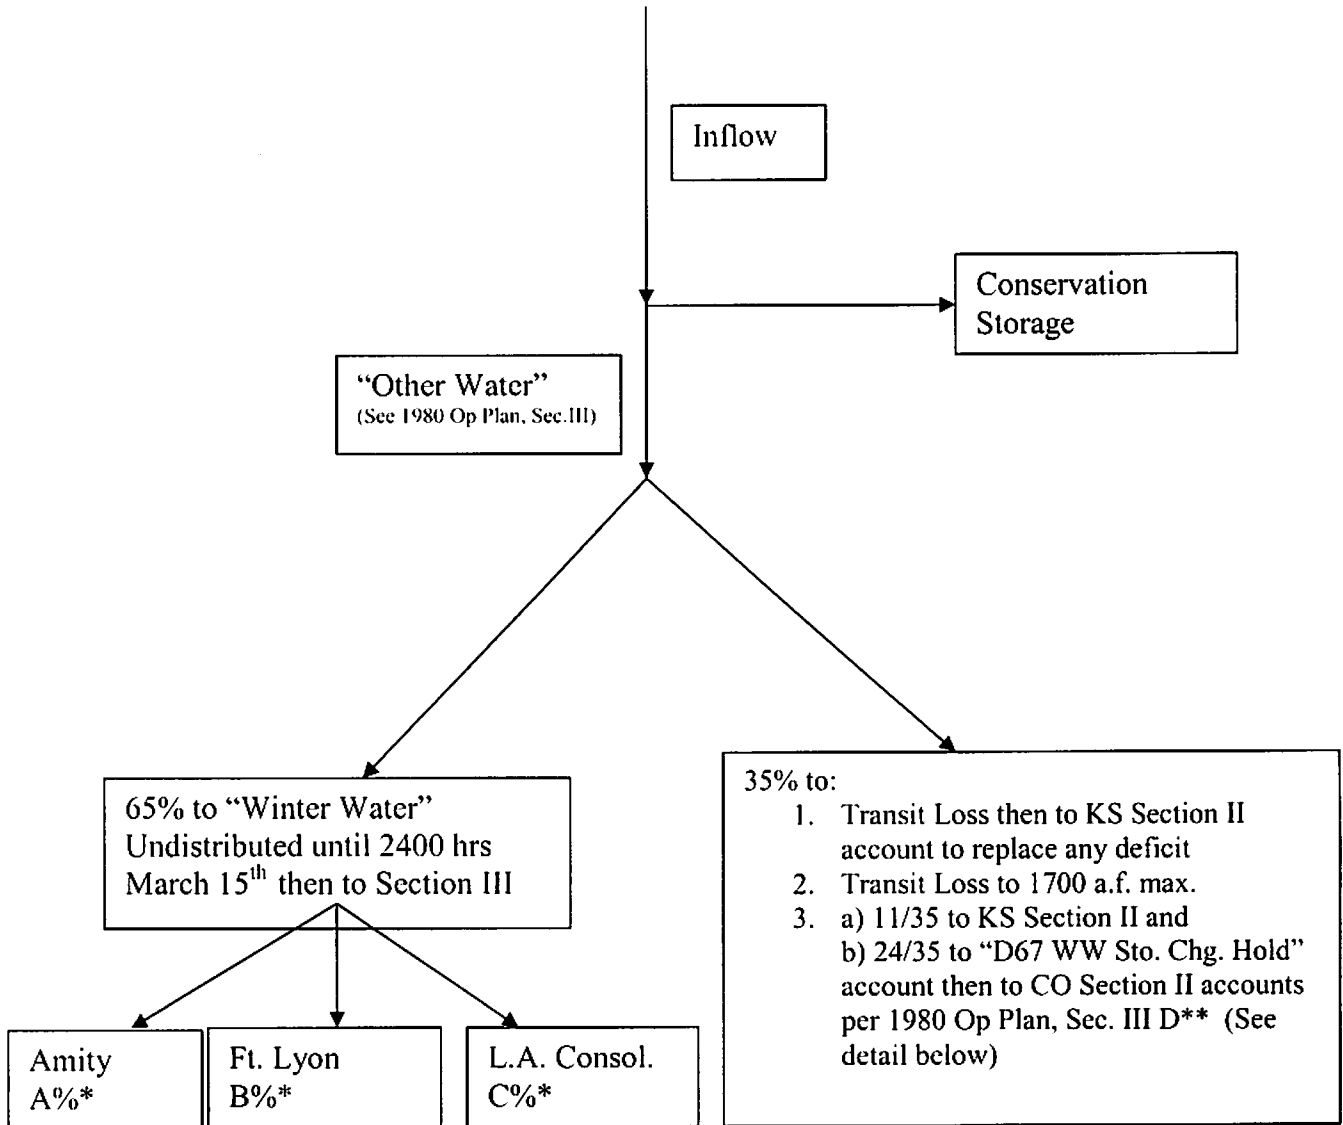 Inflow
Conservation
Storage
“Other Water”
(See 1980 Op Plan, Sec.III)
65% to “Winter Water”
Undistributed until 2400 hrs
March 15th then to Section III
35% to:
1. Transit Loss then to KS Section II
account to replace any deficit
2. Transit Loss to 1700 a.f. max.
3. a) 11/35 to KS Section II and
b) 24/35 to “D67 WW Sto. Chg. Hold”
account then to CO Section II accounts
per 1980 Op Plan, Sec. III D** (See
detail below)
Amity
A%*
Ft. Lyon
B%*
L.A. Consol.
C%*